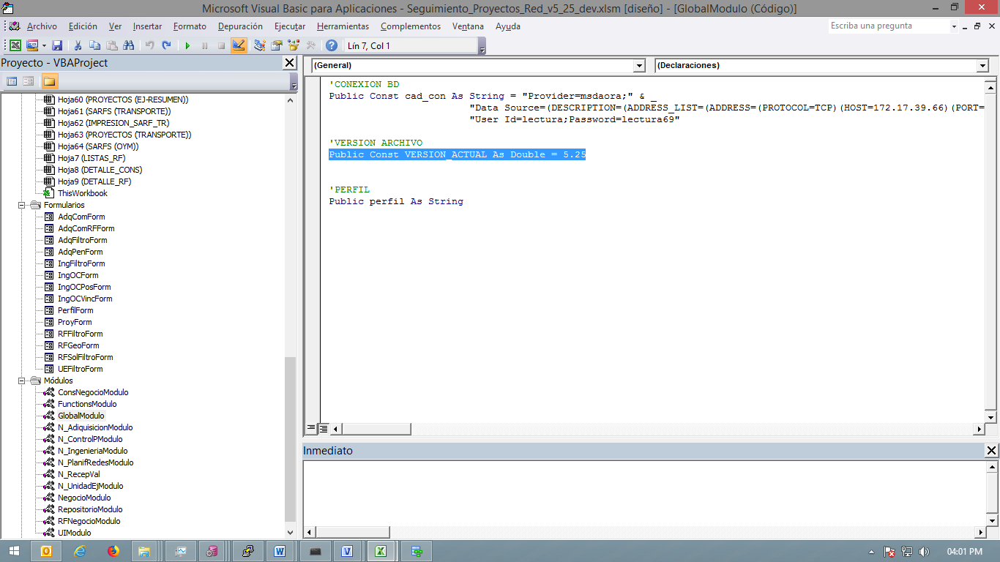 Microsoft Visual Basic para Aplicaciones - Seguimiento_Proyectos_Red_v5_25_dev.xlsm [diseño] - [GlobalModulo (Código)]
Archivo Edición Ver Insertar Formato Depuración Ejecutar Herramientas Complementos Ventana Ayuda
Escriba una pregunta
Lín 7, Col 1
Proyecto - VBAProject
Hoja60 (PROYECTOS (EJ-RESUMEN))
Hoja61 (SARFS (TRANSPORTE))
Hoja62 (IMPRESION_SARF_TR)
Hoja63 (PROYECTOS (TRANSPORTE))
Hoja64 (SARFS (OYM))
Hoja7 (LISTAS_RF)
Hoja8 (DETALLE_CONS)
Hoja9 (DETALLE_RF)
ThisWorkbook
Formularios
AdqComForm
AdqComRFForm
AdqFiltroForm
AdqPenForm
IngFiltroForm
IngOCForm
IngOCPosForm
IngOCVincForm
PerfilForm
ProyForm
RFFiltroForm
RFGeoForm
RFSolFiltroForm
UEFiltroForm
Módulos
ConsNegocioModulo
FunctionsModulo
GlobalModulo
N_AdiquisicionModulo
N_ControlPModulo
N_IngenieriaModulo
N_PlanifRedesModulo
N_RecepVal
N_UnidadEjModulo
NegocioModulo
RepositorioModulo
RFNegocioModulo
UIModulo
(General)
(Declaraciones)
'CONEXION BD
Public Const cad_con As String = "Provider=msdaora;" & _
"Data Source=(DESCRIPTION=(ADDRESS_LIST=(ADDRESS=(PROTOCOL=TCP)(HOST=172.17.39.66)(PORT=
"User Id=lectura;Password=lectura69"
'VERSION ARCHIVO
Public Const VERSION_ACTUAL As Double = 5.25
'PERFIL
Public perfil As String
Inmediato
04:01 PM